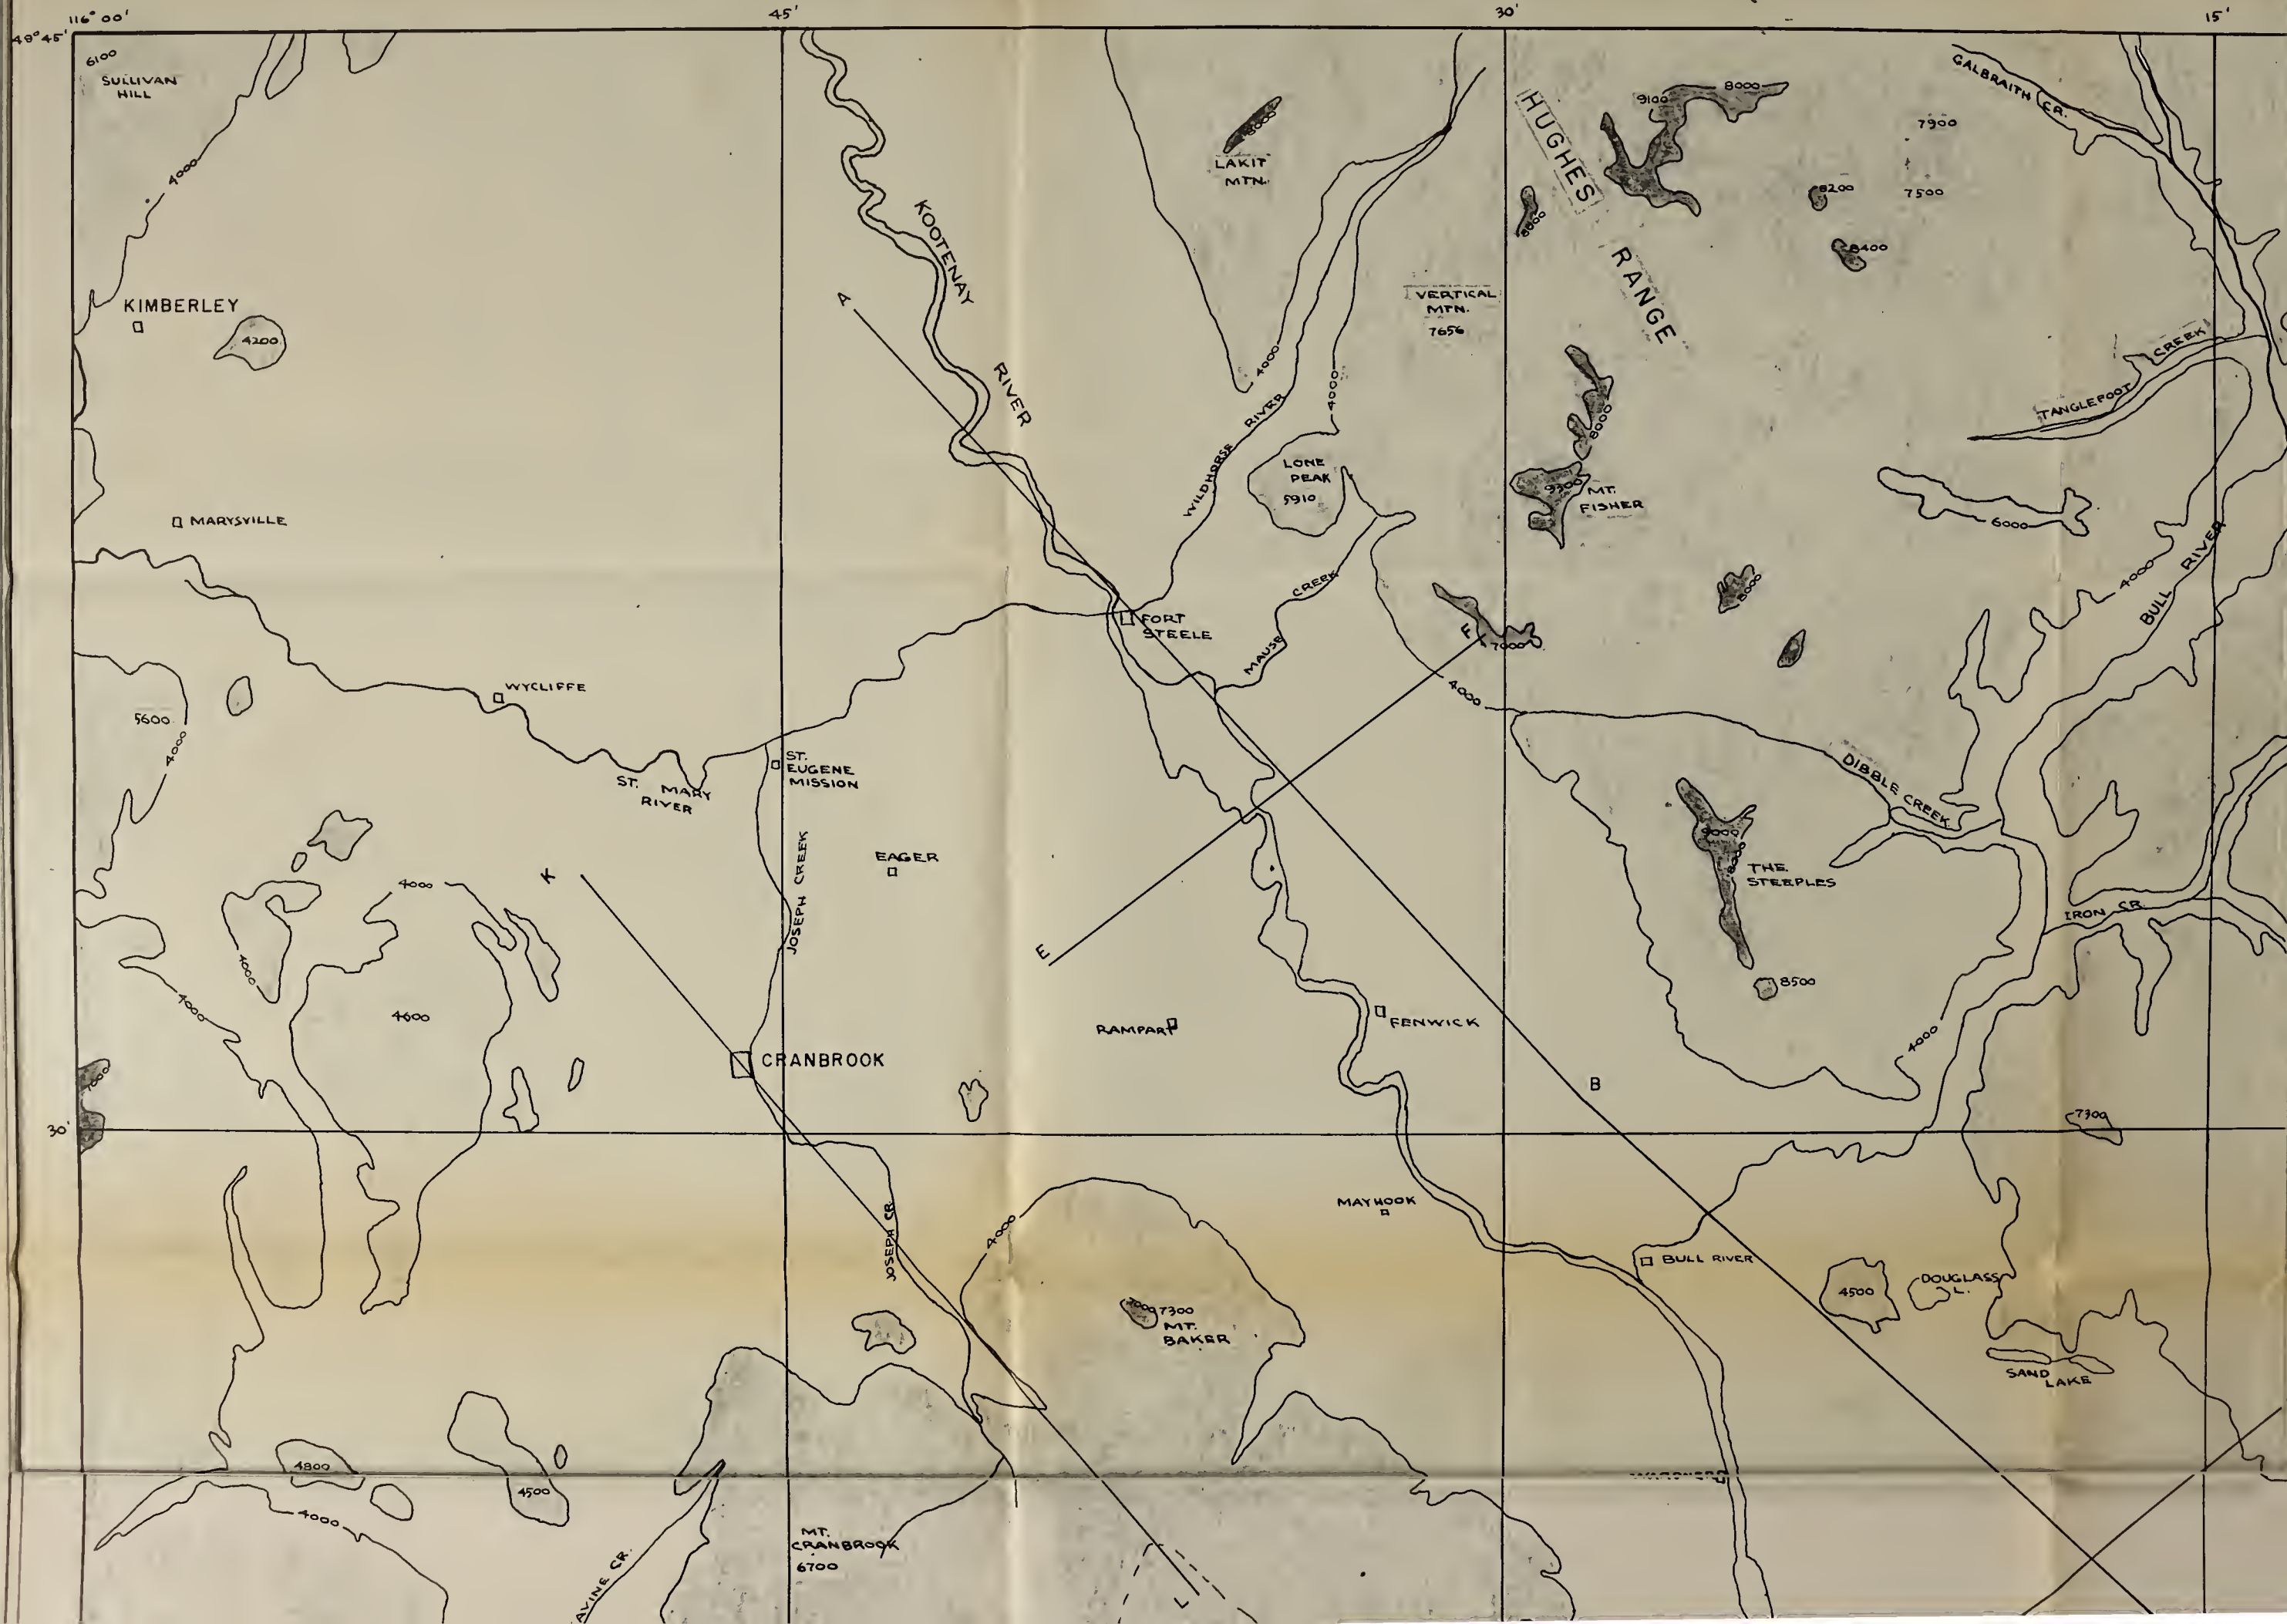 116° 00'
45'
30'
15'
49° 45'
6100
SULLIVAN
HILL
4000
KIMBERLEY
4200
MARYSVILLE
KOOTENAY
RIVER
A
8000
LAKIT
MTN.
HUGHES
RANGE
9100
8000
7900
7500
8200
8400
8800
GALBRAITH CR.
VERTICAL
MTN.
7656
4000
4000
WILDHORSE RIVER
LONE
PEAK
5910
8000
9300
MT.
FISHER
TANGLEFOOT CREEK
6000
4000
BULL RIVER
8000
FORT
STEELE
MAUSE CREEK
F
7000
4000
WYCLIFFE
5600
4000
ST.
EUGENE
MISSION
ST. MARY
RIVER
JOSEPH CREEK
EAGER
DIBBLE CREEK
9000
8000
THE
STEEPLES
8500
IRON CR.
K
4000
4000
4000
4600
E
RAMPART
FENWICK
4000
CRANBROOK
7000
B
30'
7300
JOSEPH CR.
4000
MAYHOOK
BULL RIVER
4500
DOUGLASS
L.
7000
7300
MT.
BAKER
SAND
LAKE
4800
4500
4000
MT.
CRANBROOK
6700
AVINE CR.
L